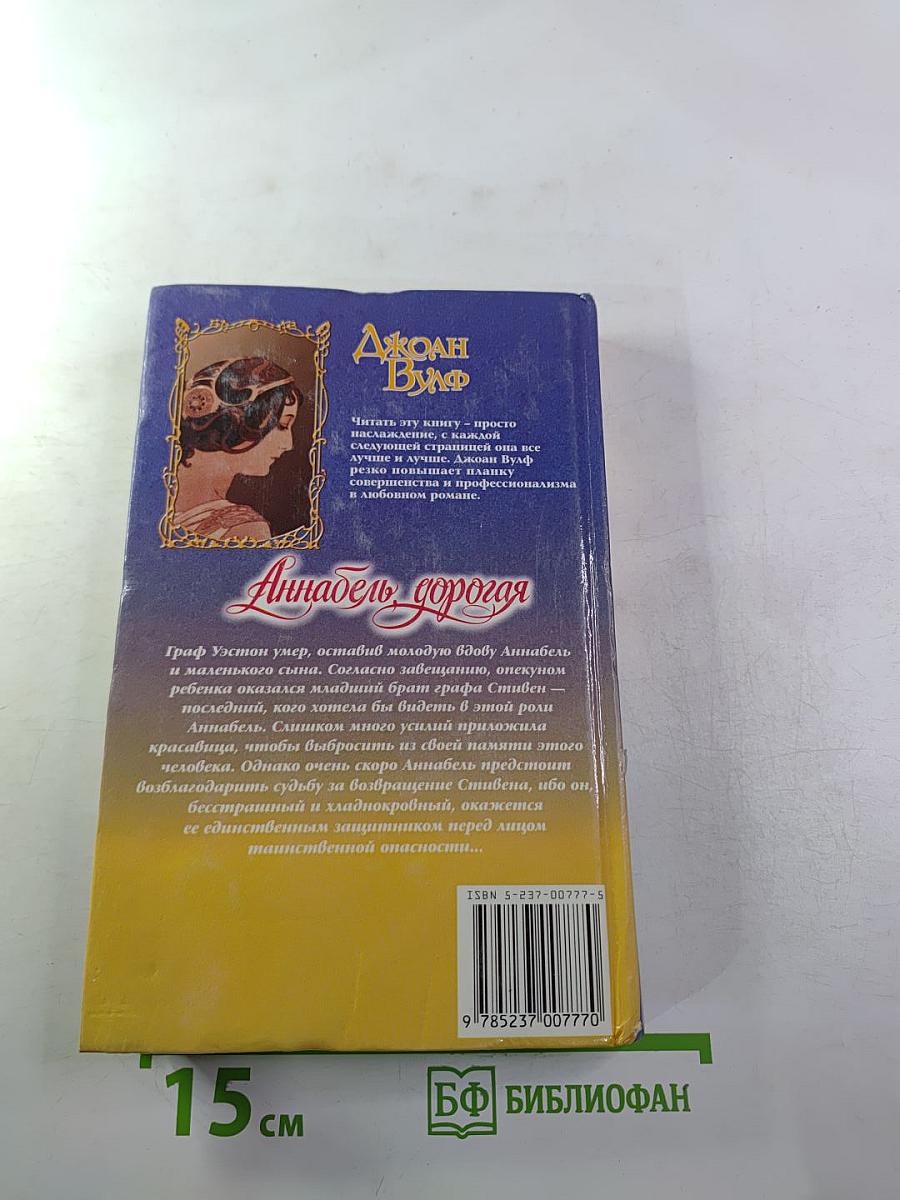 Джоан
Вулф
Читать эту книгу – просто
наслаждение, с каждой
следующей страницей она все
лучше и лучше. Джоан Вулф
резко повышает планку
совершенства и профессионализма
в любовном романе.
Аннабель, дорогая
Граф Уэстон умер, оставив молодую вдову Аннабель
и маленького сына. Согласно завещанию, опекуном
ребенка оказался младший брат графа Стивен —
последний, кого хотела бы видеть в этой роли
Аннабель. Слишком много усилий приложила
красавица, чтобы выбросить из своей памяти этого
человека. Однако очень скоро Аннабель предстоит
возблагодарить судьбу за возвращение Стивена, ибо он,
бесстрашный и хладнокровный, окажется
ее единственным защитником перед лицом
таинственной опасности...
ISBN 5-237-00777-5
9 785237 007770
15 см
БФ БИБЛИОФАН